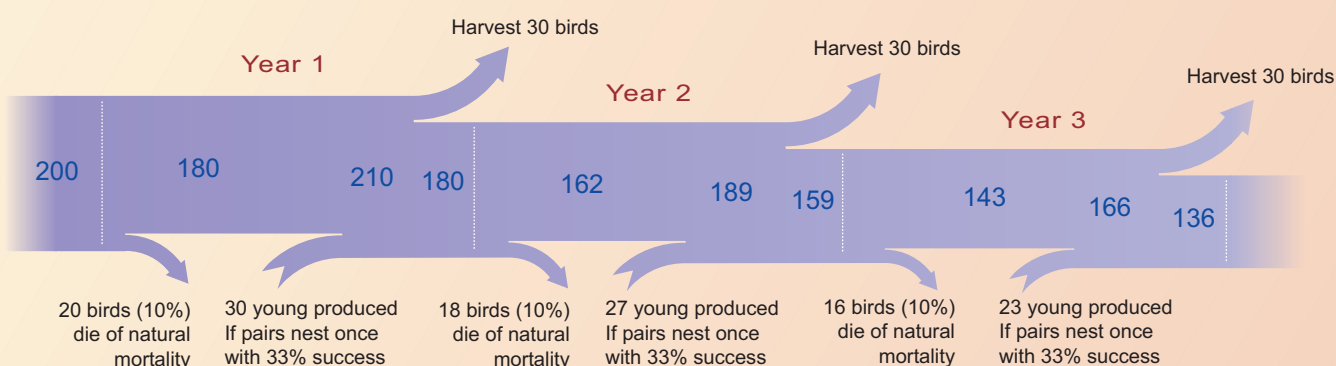 Harvest 30 birds
Year 1
Harvest 30 birds
Year 2
Harvest 30 birds
Year 3
200
180
210
180
162
189
159
143
166
136
20 birds (10%)
die of natural
mortality
30 young produced
If pairs nest once
with 33% success
18 birds (10%)
die of natural
mortality
27 young produced
If pairs nest once
with 33% success
16 birds (10%)
die of natural
mortality
23 young produced
If pairs nest once
with 33% success